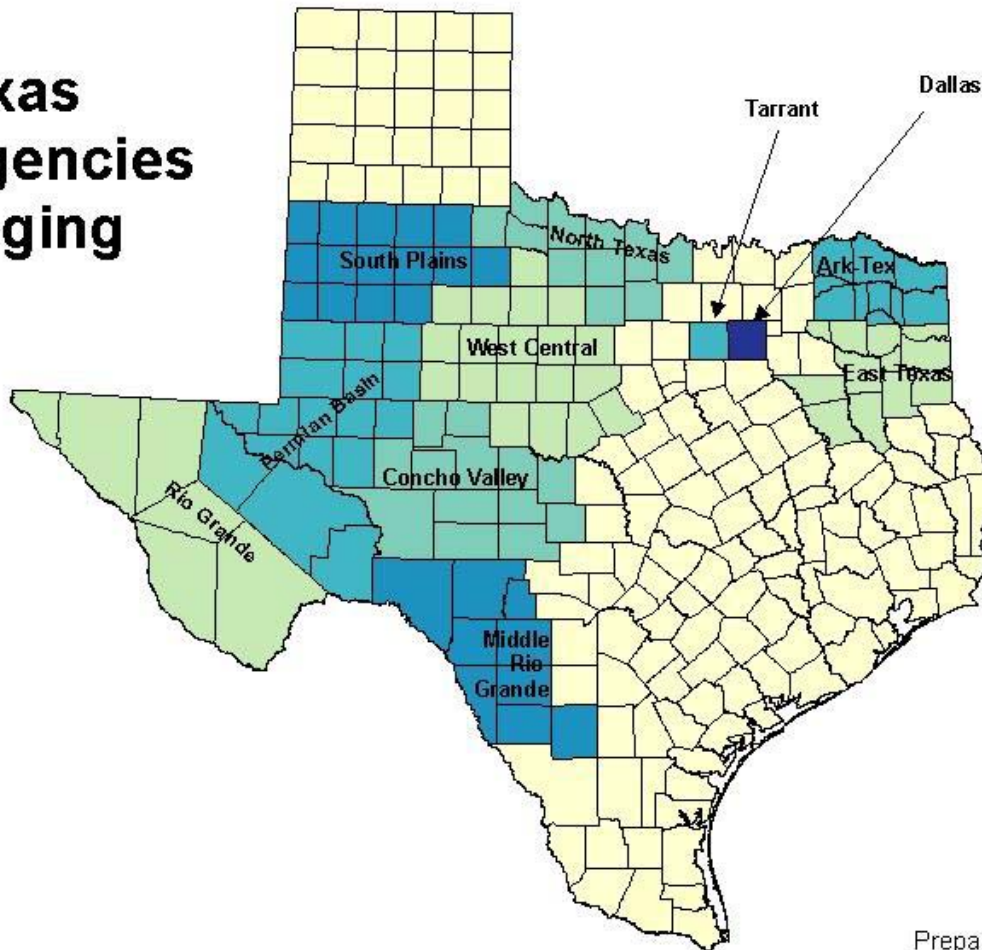 xas
gencies
ging
Dallas
Tarrant
North Texas
South Plains
Ark-Tex
West Central
East Texas
Permian Basin
Concho Valley
Rio Grande
Middle
Rio
Grande
Prepa